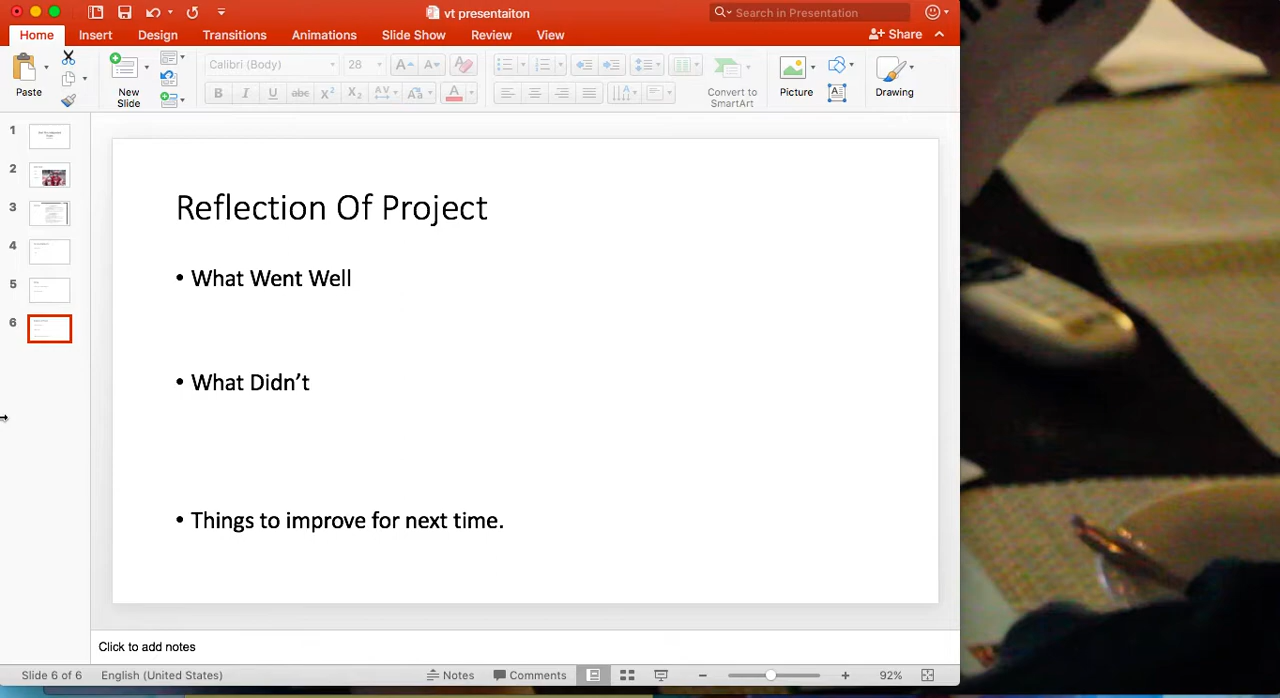 vt presentaiton
Search in Presentation
Home Insert Design Transitions Animations Slide Show Review View Share
Paste
New
Slide
Calibri (Body) 28
Convert to
SmartArt
Picture
Drawing
1
2
3
4
5
6
Reflection Of Project
• What Went Well
• What Didn’t
• Things to improve for next time.
Click to add notes
Slide 6 of 6 English (United States) Notes Comments 92%